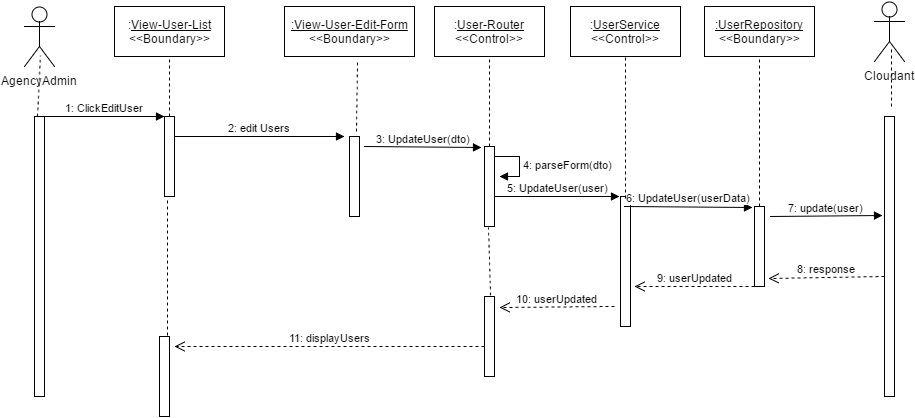 :View-User-List
<<Boundary>>
:View-User-Edit-Form
<<Boundary>>
:User-Router
<<Control>>
:UserService
<<Control>>
:UserRepository
<<Boundary>>
AgencyAdmin
Cloudant
1: ClickEditUser
2: edit Users
3: UpdateUser(dto)
4: parseForm(dto)
5: UpdateUser(user)
6: UpdateUser(userData)
7: update(user)
8: response
9: userUpdated
10: userUpdated
11: displayUsers